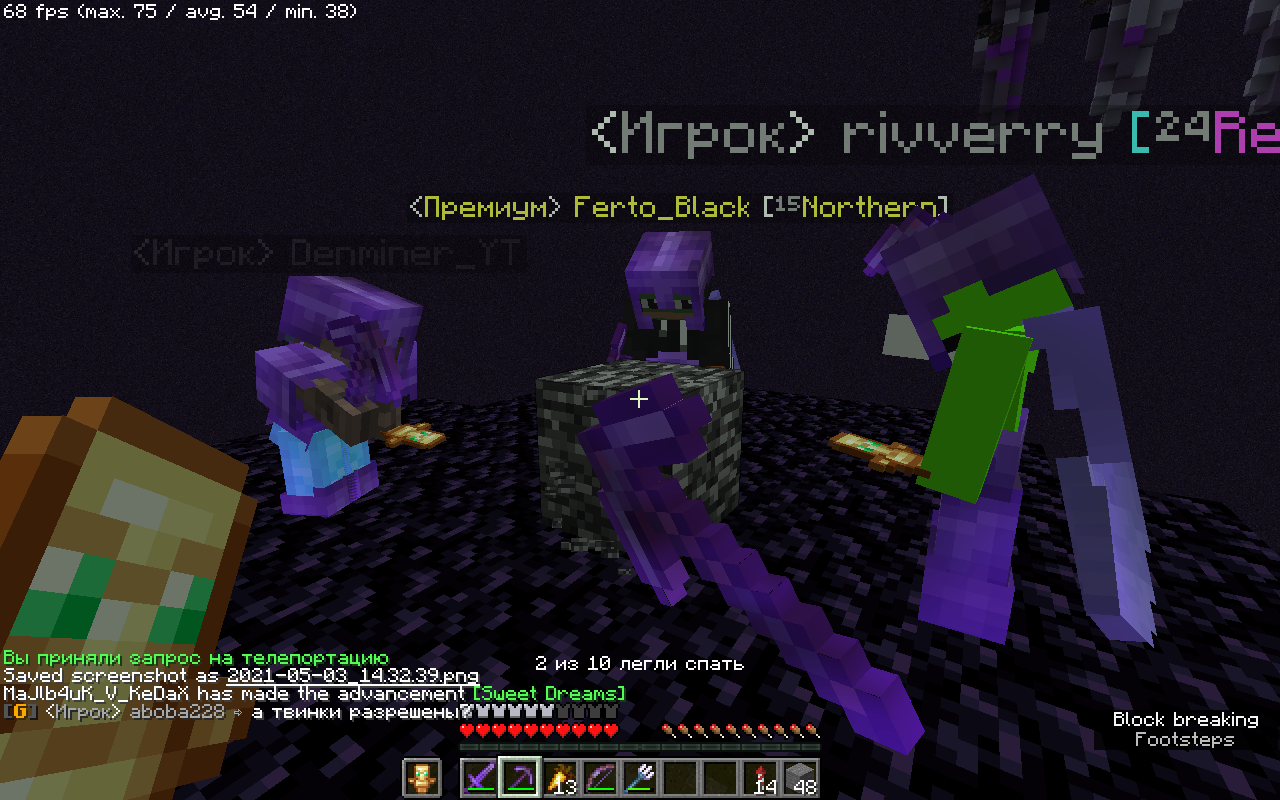 68 fps (max. 75 / avg. 54 / min. 38)
<Игрок> rivverry [24Re
<Премиум> Ferto_Black [15Northern]
<Игрок> Denminer_YT
Вы приняли запрос на телепортацию
Saved screenshot as 2021-05-03_14.32.39.png
MaJlb4uK_V_KeDaX has made the advancement [Sweet Dreams]
[G] <Игрок> aboba228 ➪ а твинки разрешены?
2 из 10 легли спать
Block breaking
Footsteps
13
14
48